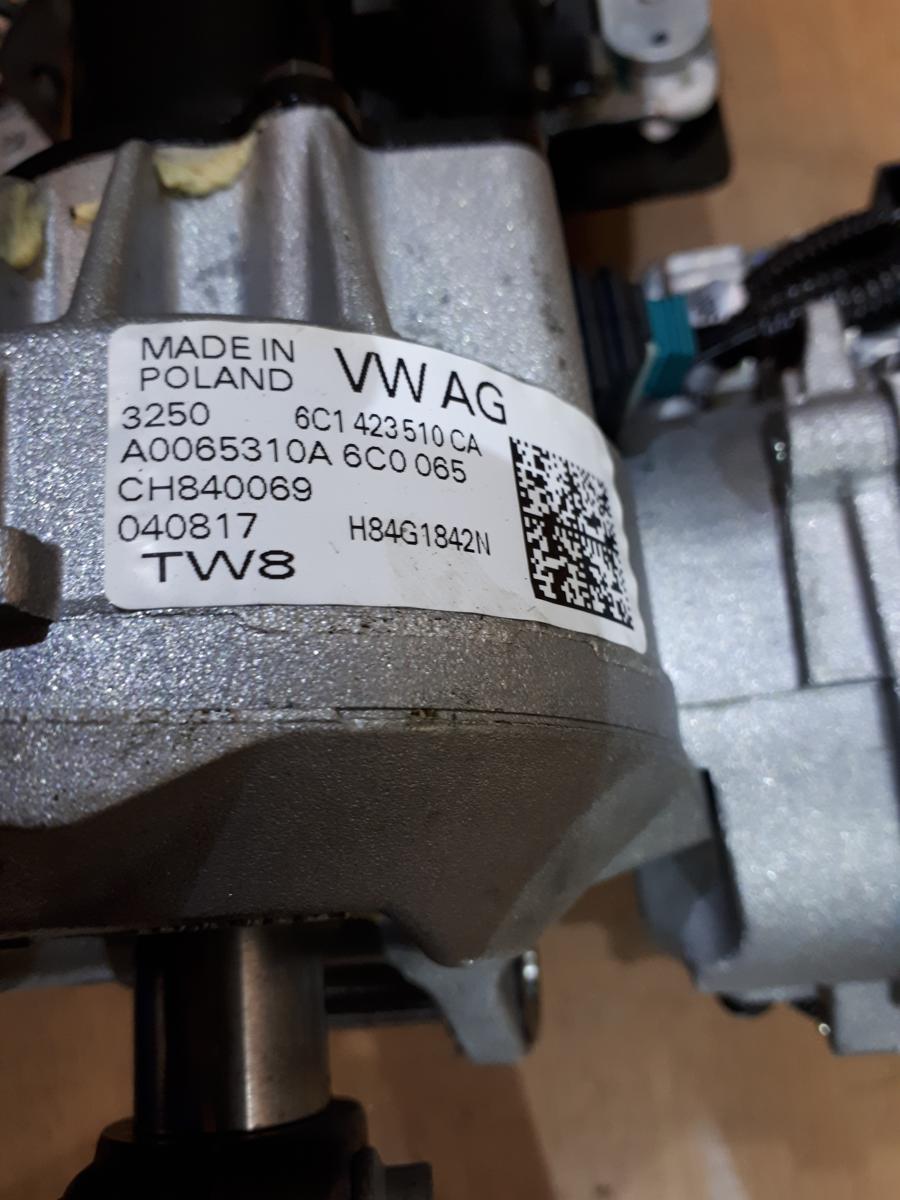 MADE IN
POLAND
VW AG
3250 6C1 423 510 CA
A0065310A 6C0 065
CH840069
040817 H84G1842N
TW8